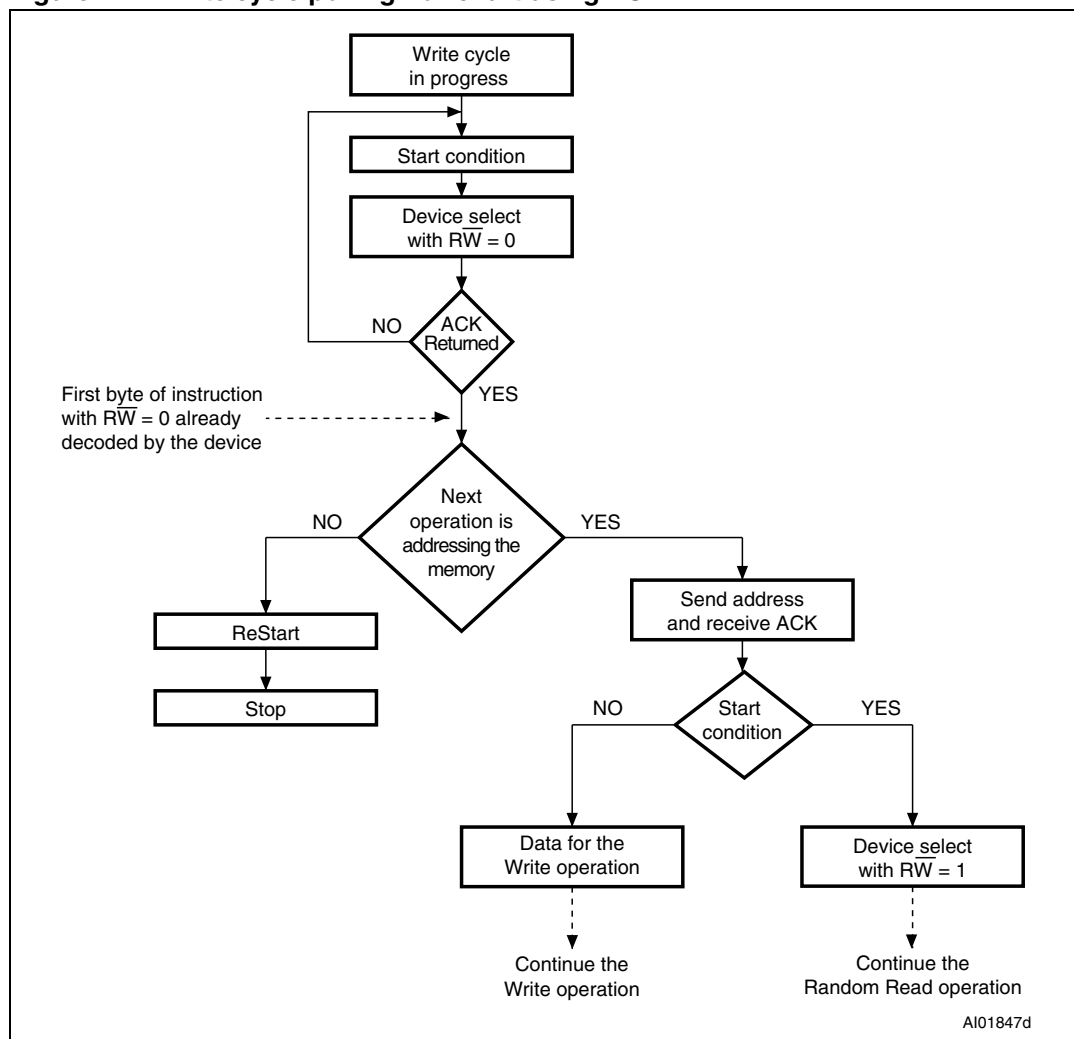 Write cycle
in progress
Start condition
Device select
with RW̅ = 0
NO
ACK
Returned
YES
First byte of instruction
with RW̅ = 0 already
decoded by the device
Next
operation is
addressing the
memory
NO
YES
Send address
and receive ACK
ReStart
Stop
NO
Start
condition
YES
Data for the
Write operation
Device select
with RW̅ = 1
Continue the
Write operation
Continue the
Random Read operation
AI01847d